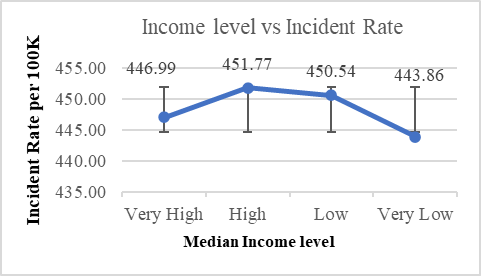 Income level vs Incident Rate
Incident Rate per 100K
455.00
450.00
445.00
440.00
435.00
446.99
451.77
450.54
443.86
Very High
High
Low
Very Low
Median Income level